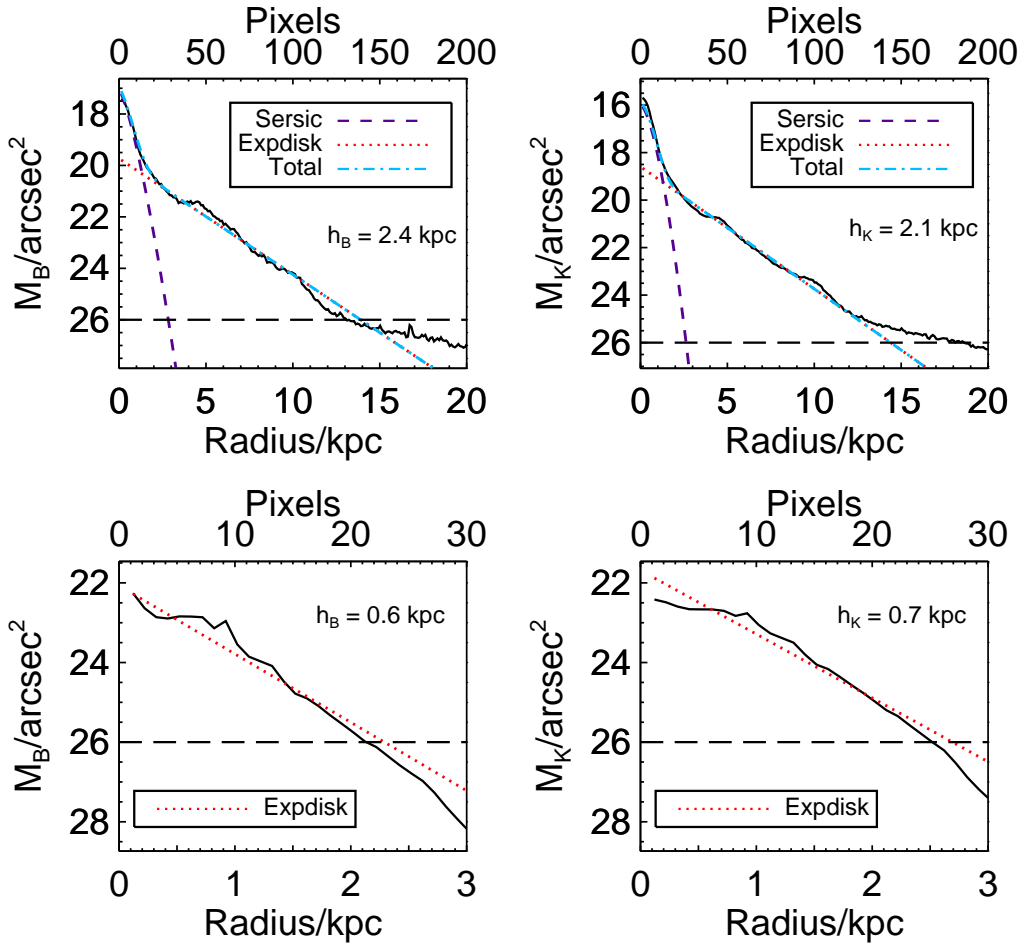 Pixels
0 50 100 150 200
18
20
22
24
26
M_B/arcsec^2
Sersic
Expdisk
Total
h_B = 2.4 kpc
0 5 10 15 20
Radius/kpc
Pixels
0 50 100 150 200
16
18
20
22
24
26
M_K/arcsec^2
Sersic
Expdisk
Total
h_K = 2.1 kpc
0 5 10 15 20
Radius/kpc
Pixels
0 10 20 30
22
24
26
28
M_B/arcsec^2
h_B = 0.6 kpc
Expdisk
0 1 2 3
Radius/kpc
Pixels
0 10 20 30
22
24
26
28
M_K/arcsec^2
h_K = 0.7 kpc
Expdisk
0 1 2 3
Radius/kpc